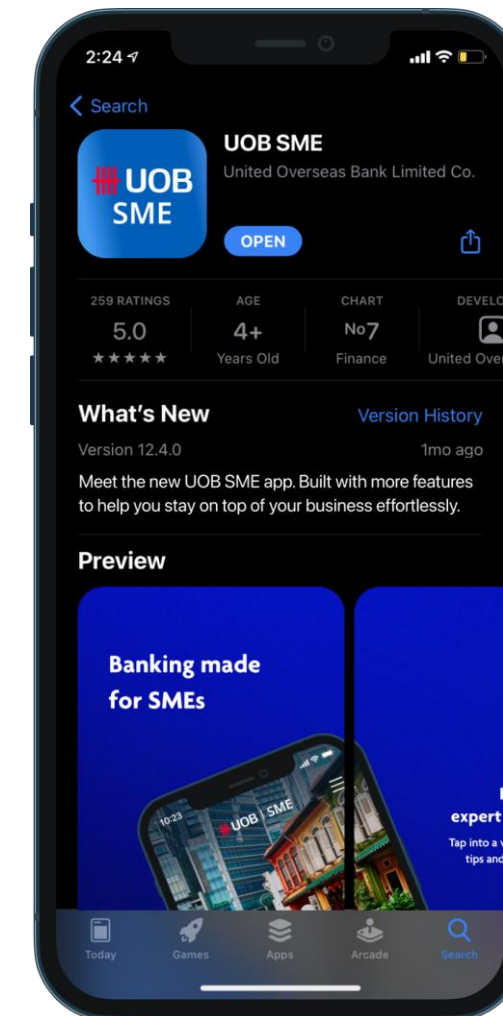 2:24
Search
UOB
SME
UOB SME
United Overseas Bank Limited Co.
OPEN
259 RATINGS
AGE
CHART
DEVELO
5.0
4+
No7
Years Old
Finance
United Over
What's New
Version History
Version 12.4.0
1mo ago
Meet the new UOB SME app. Built with more features
to help you stay on top of your business effortlessly.
Preview
Banking made
for SMEs
10:23
UOB SME
expert
Tap into a
tips and
Today
Games
Apps
Arcade
Search